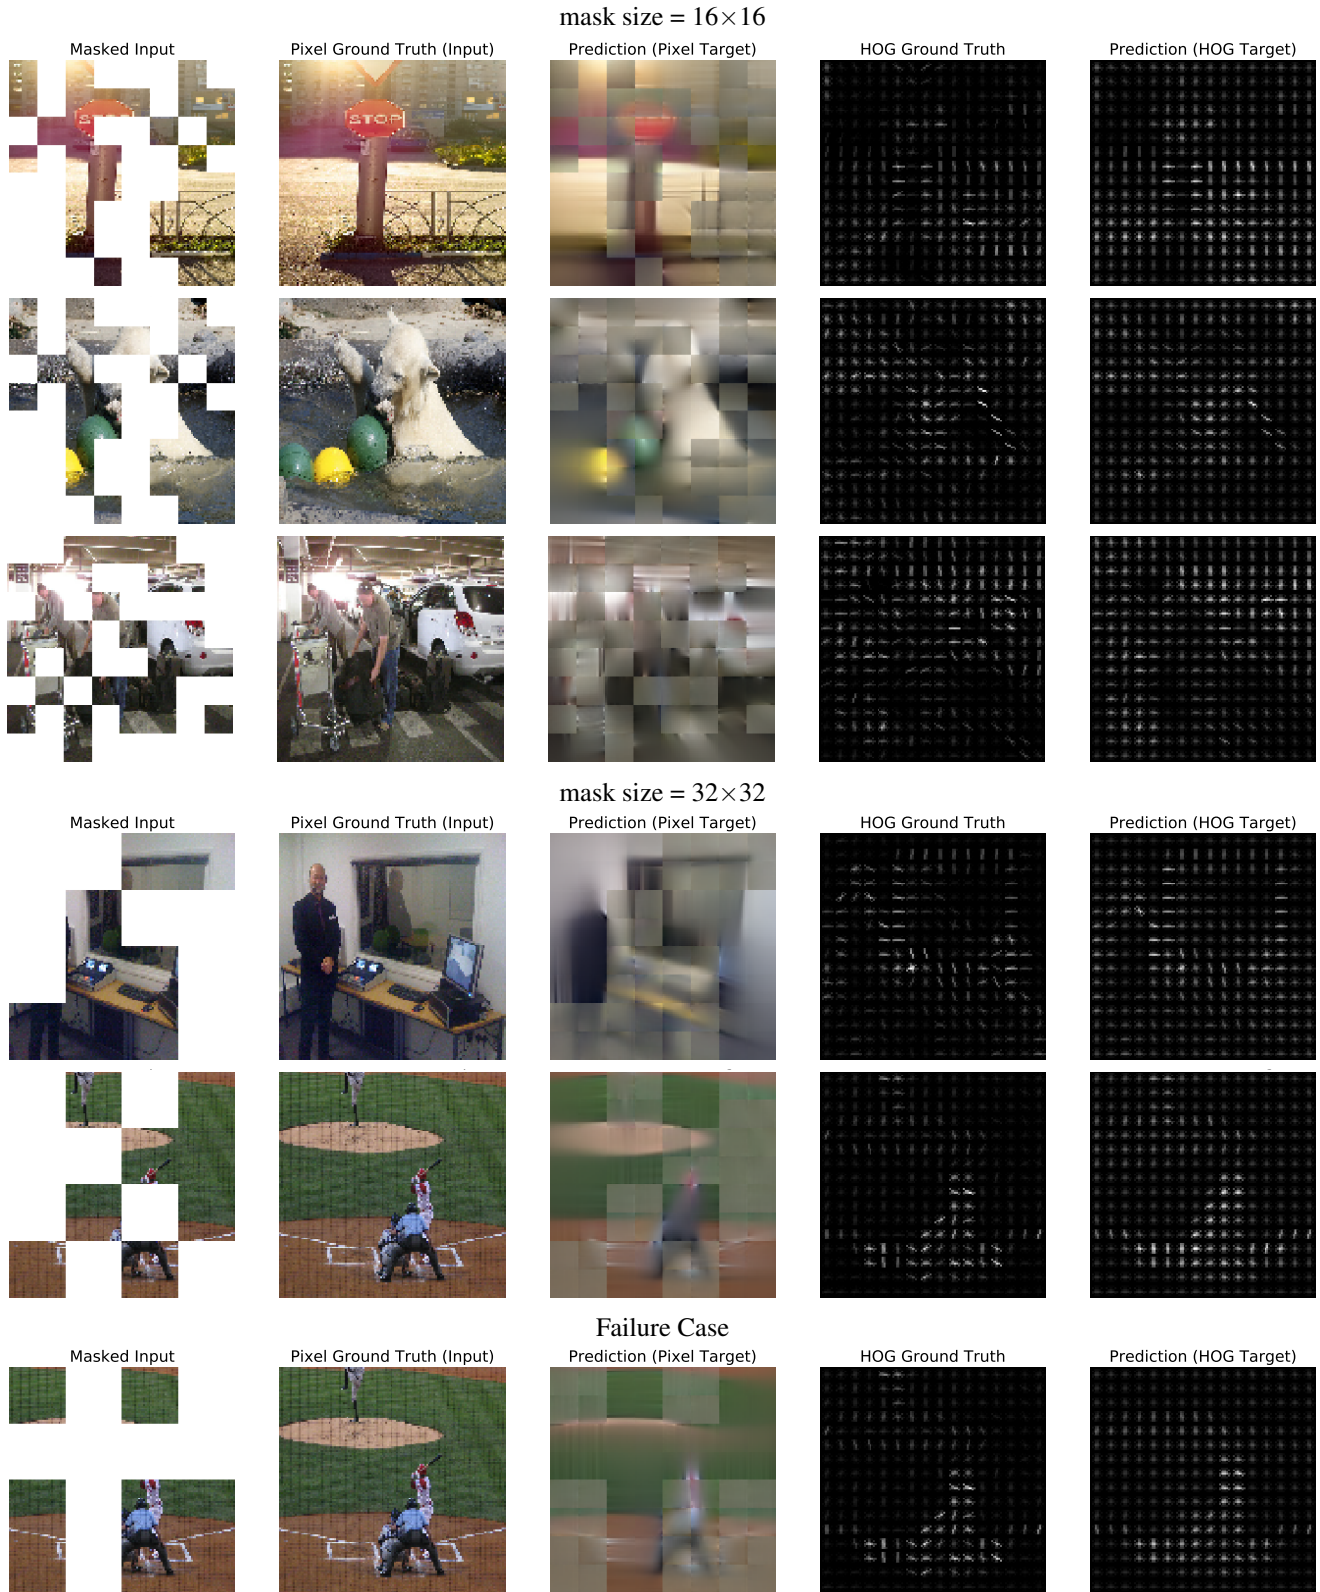 mask size = 16×16
Masked Input Pixel Ground Truth (Input) Prediction (Pixel Target) HOG Ground Truth Prediction (HOG Target)
STOP
mask size = 32×32
Masked Input Pixel Ground Truth (Input) Prediction (Pixel Target) HOG Ground Truth Prediction (HOG Target)
Failure Case
Masked Input Pixel Ground Truth (Input) Prediction (Pixel Target) HOG Ground Truth Prediction (HOG Target)